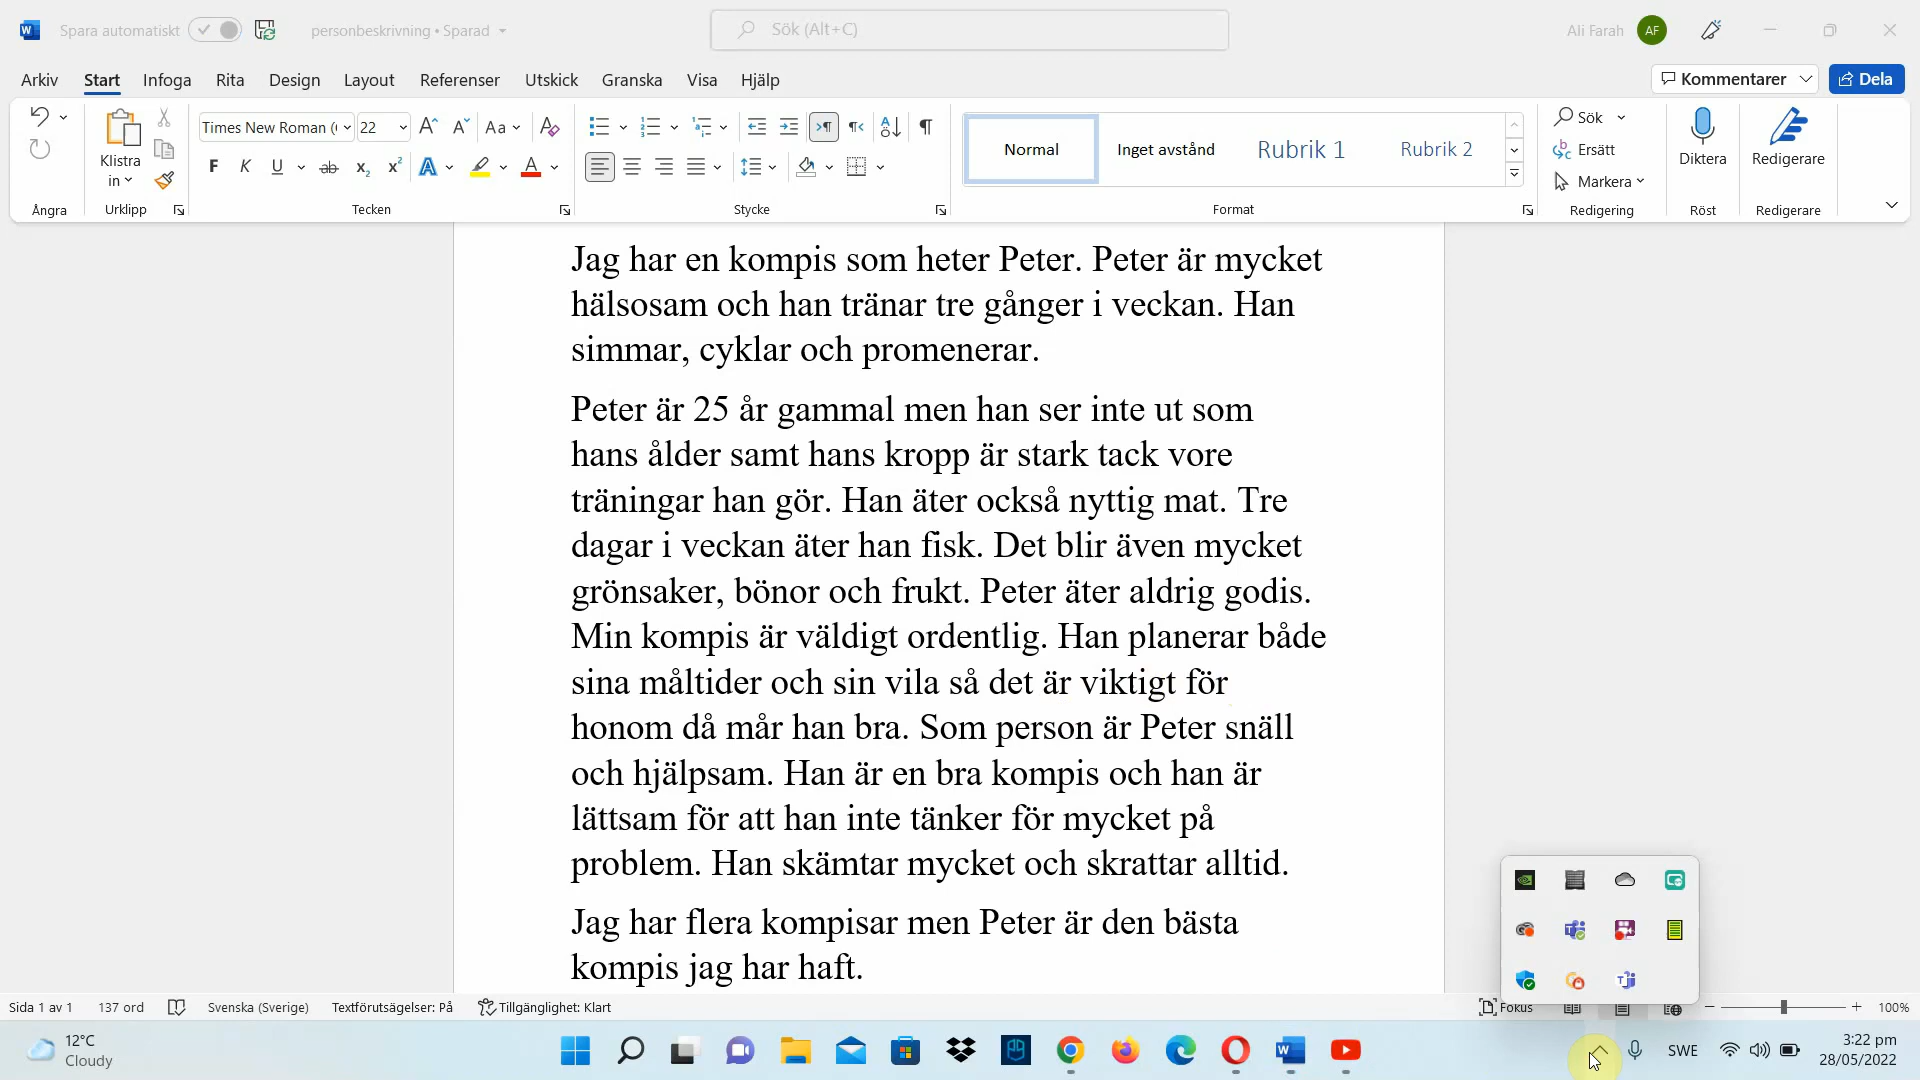 Spara automatiskt
personbeskrivning • Sparad
Sök (Alt+C)
Ali Farah
AF
Arkiv Start Infoga Rita Design Layout Referenser Utskick Granska Visa Hjälp
Kommentarer
Dela
Klistra
in
Times New Roman (
22
Aa
F K U ab x₂ x²
Normal
Inget avstånd
Rubrik 1
Rubrik 2
Sök
Ersätt
Markera
Diktera
Redigerare
Ångra
Urklipp
Tecken
Stycke
Format
Redigering
Röst
Redigerare
Jag har en kompis som heter Peter. Peter är mycket
hälsosam och han tränar tre gånger i veckan. Han
simmar, cyklar och promenerar.
Peter är 25 år gammal men han ser inte ut som
hans ålder samt hans kropp är stark tack vore
träningar han gör. Han äter också nyttig mat. Tre
dagar i veckan äter han fisk. Det blir även mycket
grönsaker, bönor och frukt. Peter äter aldrig godis.
Min kompis är väldigt ordentlig. Han planerar både
sina måltider och sin vila så det är viktigt för
honom då mår han bra. Som person är Peter snäll
och hjälpsam. Han är en bra kompis och han är
lättsam för att han inte tänker för mycket på
problem. Han skämtar mycket och skrattar alltid.
Jag har flera kompisar men Peter är den bästa
kompis jag har haft.
Sida 1 av 1
137 ord
Svenska (Sverige)
Textförutsägelser: På
Tillgänglighet: Klart
Fokus
100%
12°C
Cloudy
SWE
3:22 pm
28/05/2022